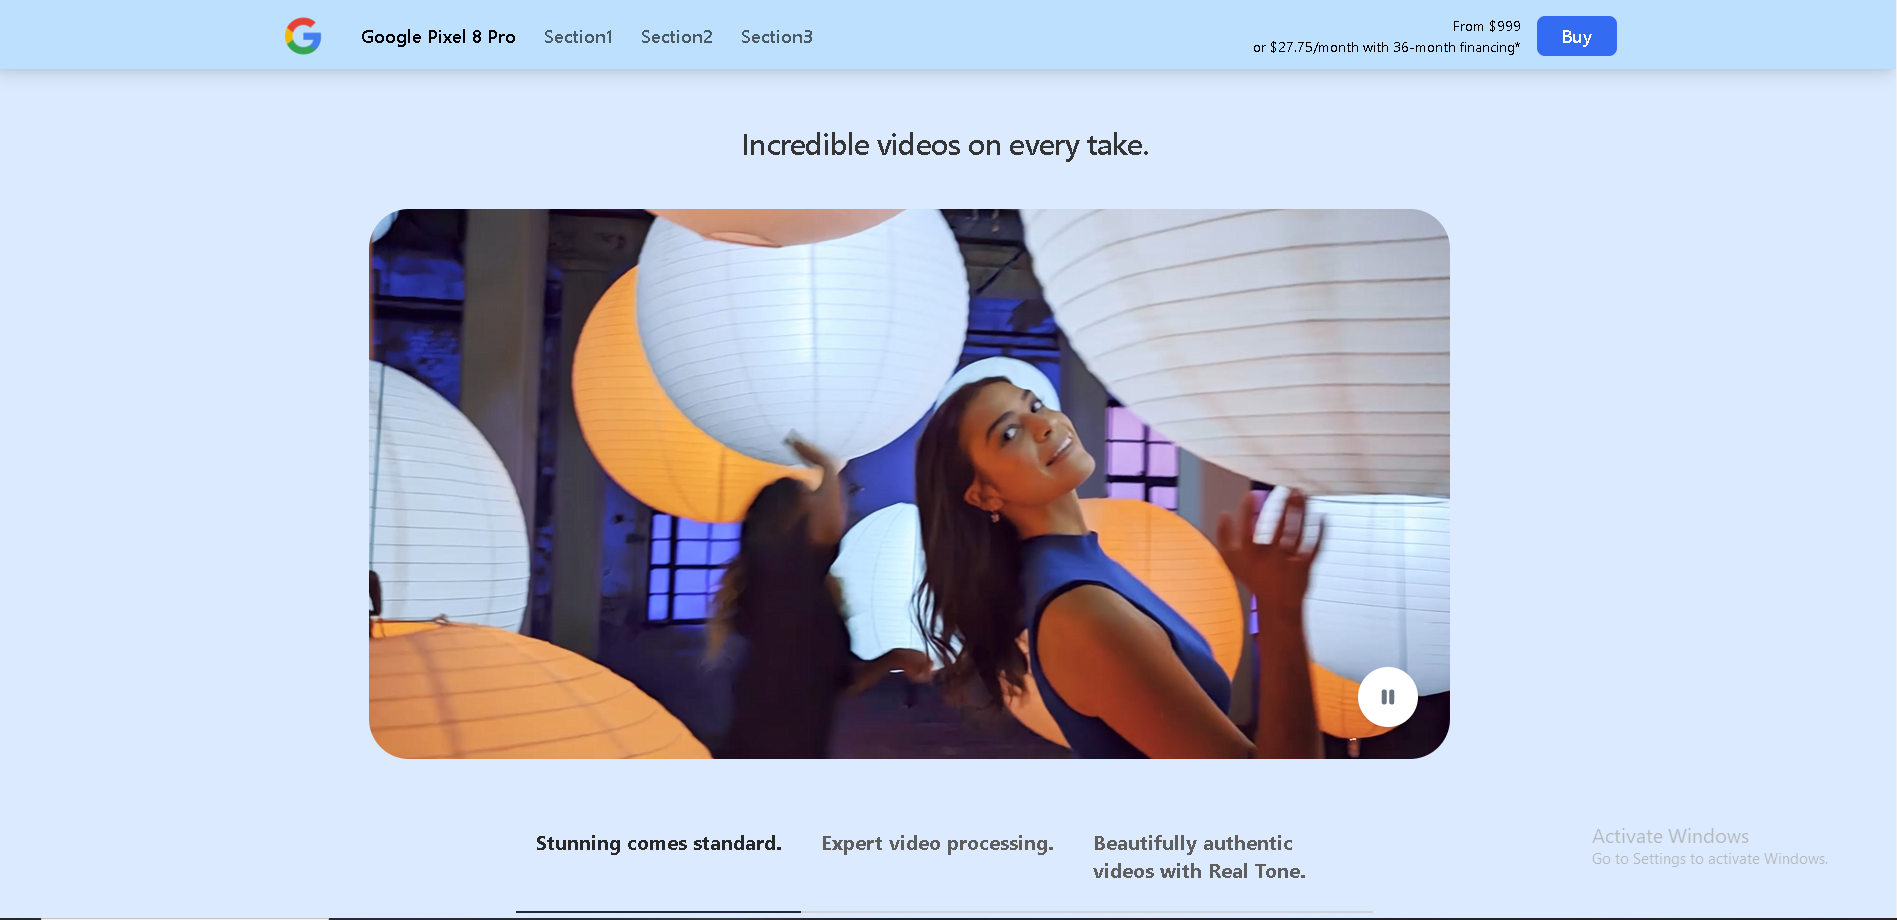 Google Pixel 8 Pro Section1 Section2 Section3
From $999
or $27.75/month with 36-month financing*
Buy
Incredible videos on every take.
Stunning comes standard.
Expert video processing.
Beautifully authentic
videos with Real Tone.
Activate Windows
Go to Settings to activate Windows.